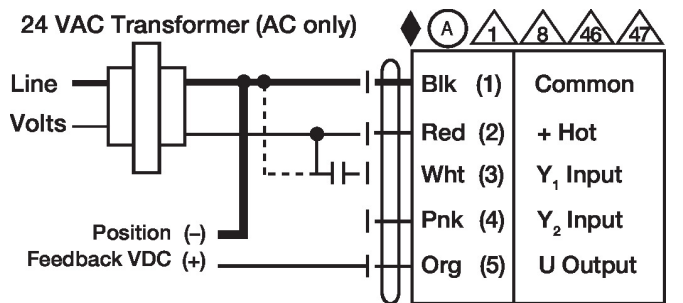 24 VAC Transformer (AC only)
A 1 8 46 47
Line
Volts
Blk (1) Common
Red (2) + Hot
Wht (3) Y1 Input
Pnk (4) Y2 Input
Position (–)
Feedback VDC (+)
Org (5) U Output